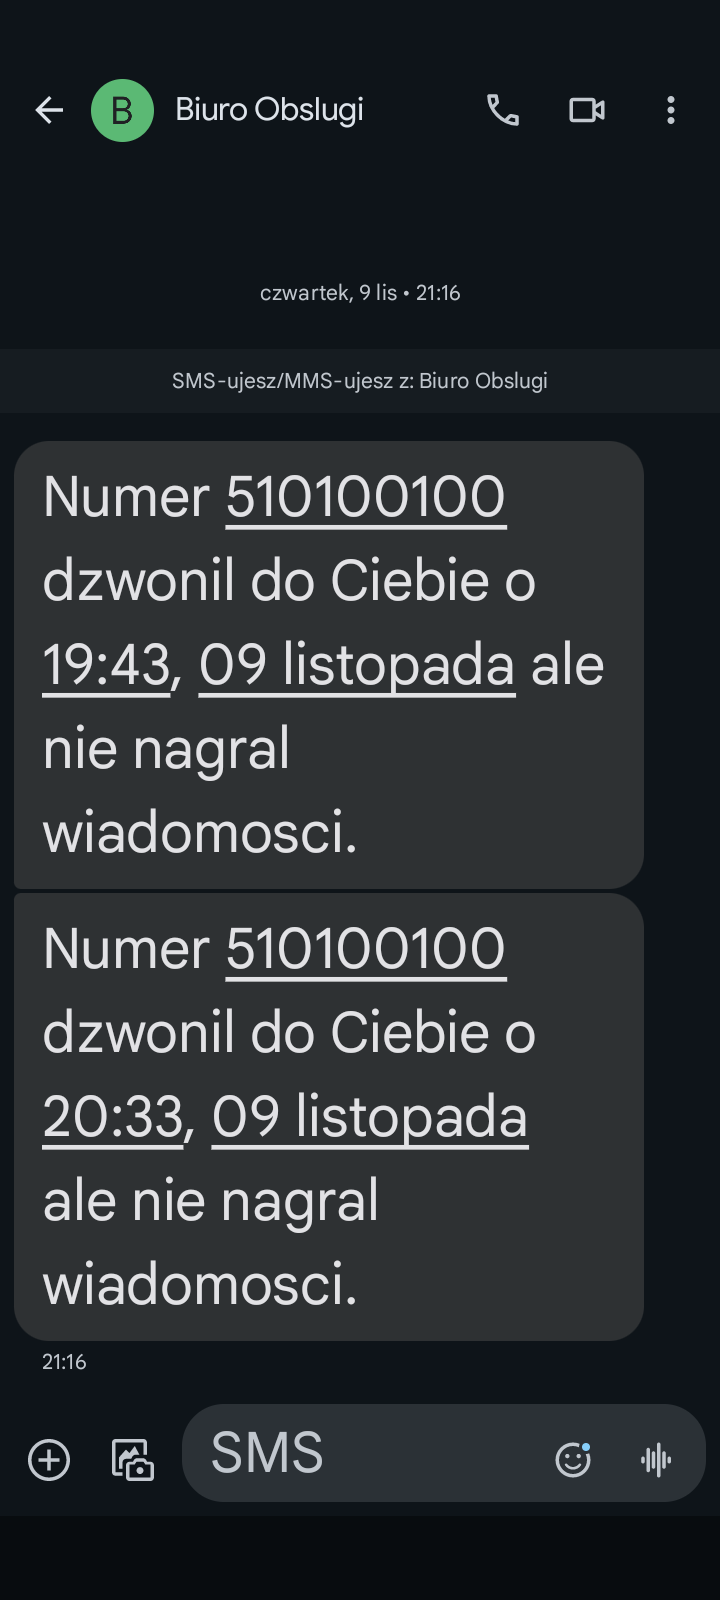 B Biuro Obslugi
czwartek, 9 lis • 21:16
SMS-ujesz/MMS-ujesz z: Biuro Obslugi
Numer 510100100
dzwonil do Ciebie o
19:43, 09 listopada ale
nie nagral
wiadomosci.
Numer 510100100
dzwonil do Ciebie o
20:33, 09 listopada
ale nie nagral
wiadomosci.
21:16
SMS